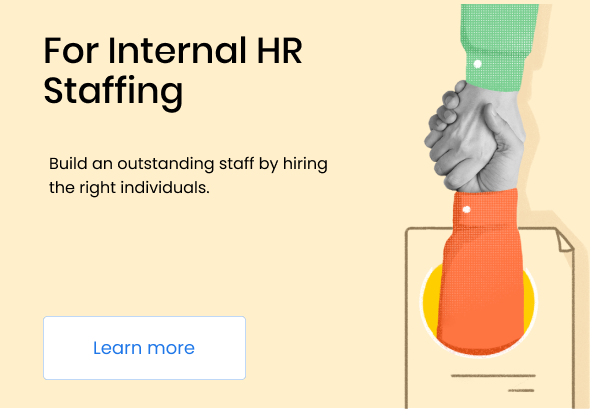 For Internal HR
Staffing
Build an outstanding staff by hiring
the right individuals.
Learn more